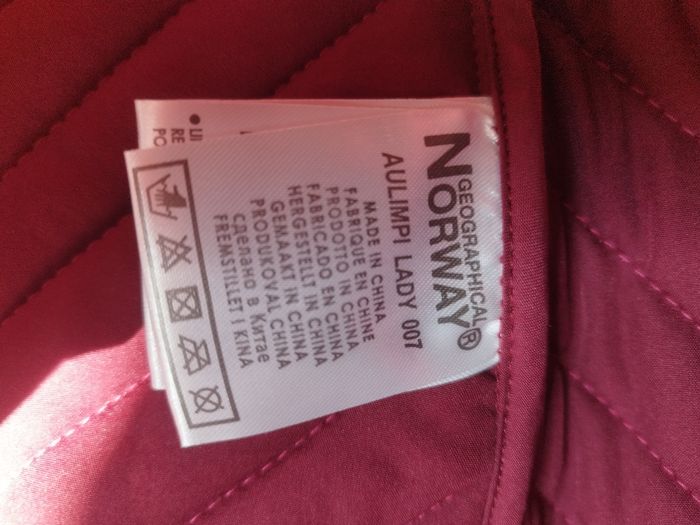 GEOGRAPHICAL
NORWAY®
AULIMPI LADY 007
MADE IN CHINA
FABRIQUE EN CHINE
PRODOTTO IN CHINA
FABRICADO EN CHINA
HERGESTELLT IN CHINA
GEMAAKT IN CHINA
PRODUKOVAL CHINA
сделано в Китае
FREMSTILLET I KINA